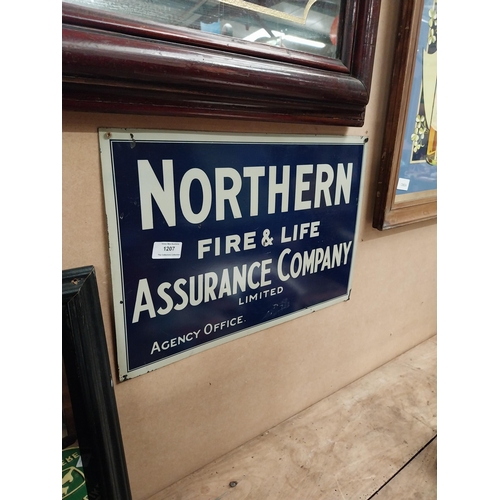 NORTHERN
FIRE & LIFE
1207
ASSURANCE COMPANY
LIMITED
AGENCY OFFICE.